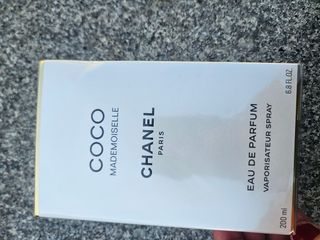 COCO
MADEMOISELLE
CHANEL
PARIS
EAU DE PARFUM
VAPORISATEUR SPRAY
200 ml
6.8 FL.OZ